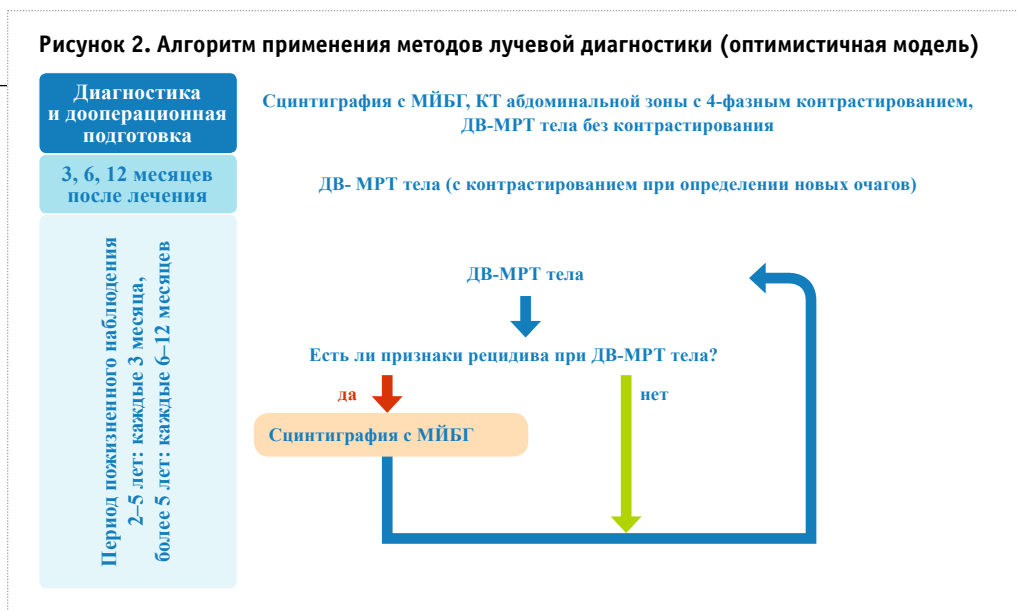 Рисунок 2. Алгоритм применения методов лучевой диагностики (оптимистичная модель)
Диагностика
и дооперационная
подготовка
Сцинтиграфия с МЙБГ, КТ абдоминальной зоны с 4-фазным контрастированием,
ДВ-МРТ тела без контрастирования
3, 6, 12 месяцев
после лечения
ДВ- МРТ тела (с контрастированием при определении новых очагов)
Период пожизненного наблюдения
2–5 лет: каждые 3 месяца,
более 5 лет: каждые 6–12 месяцев
ДВ-МРТ тела
Есть ли признаки рецидива при ДВ-МРТ тела?
да
нет
Сцинтиграфия с МЙБГ